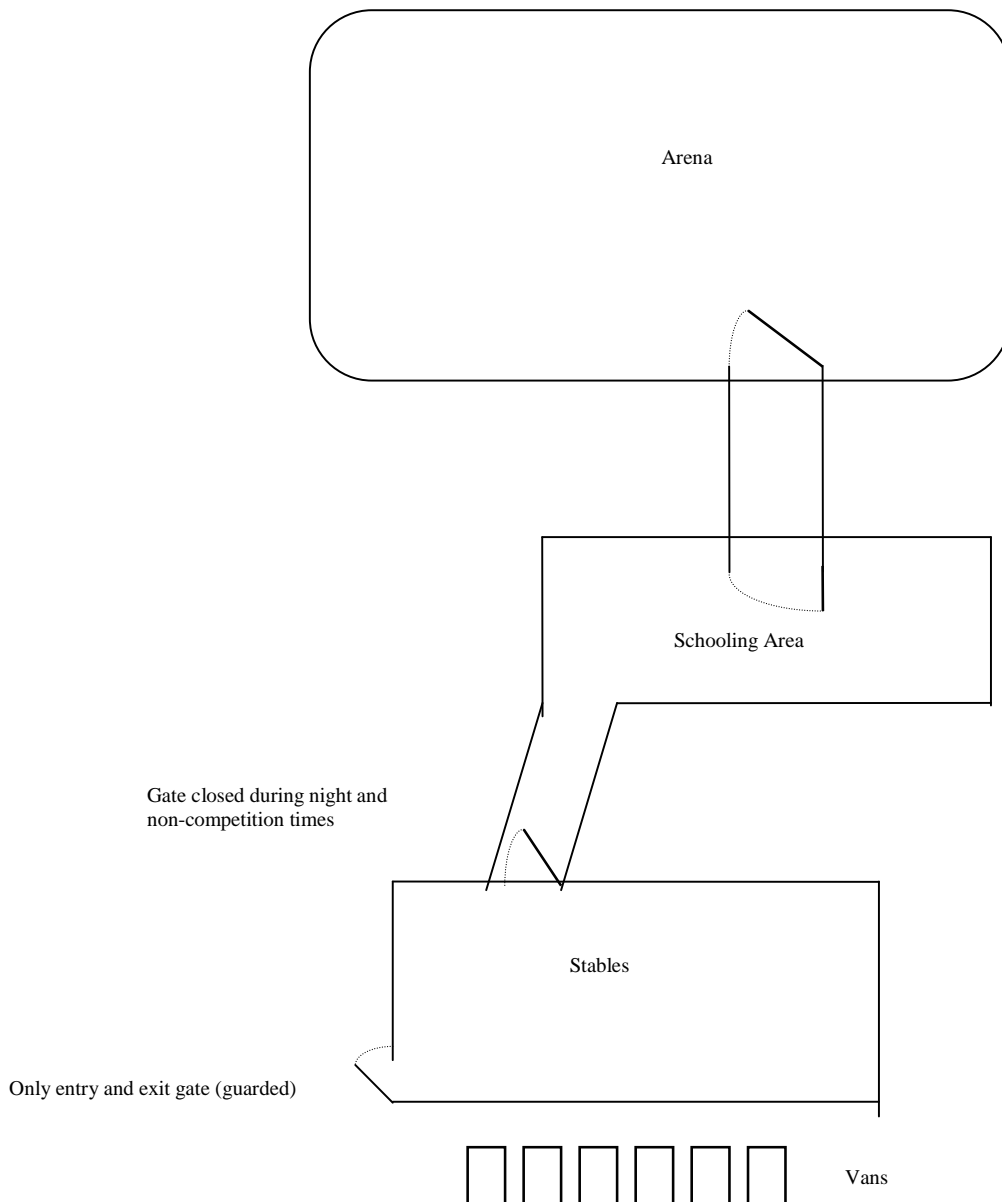 Arena
Schooling Area
Gate closed during night and
non-competition times
Stables
Only entry and exit gate (guarded)
Vans